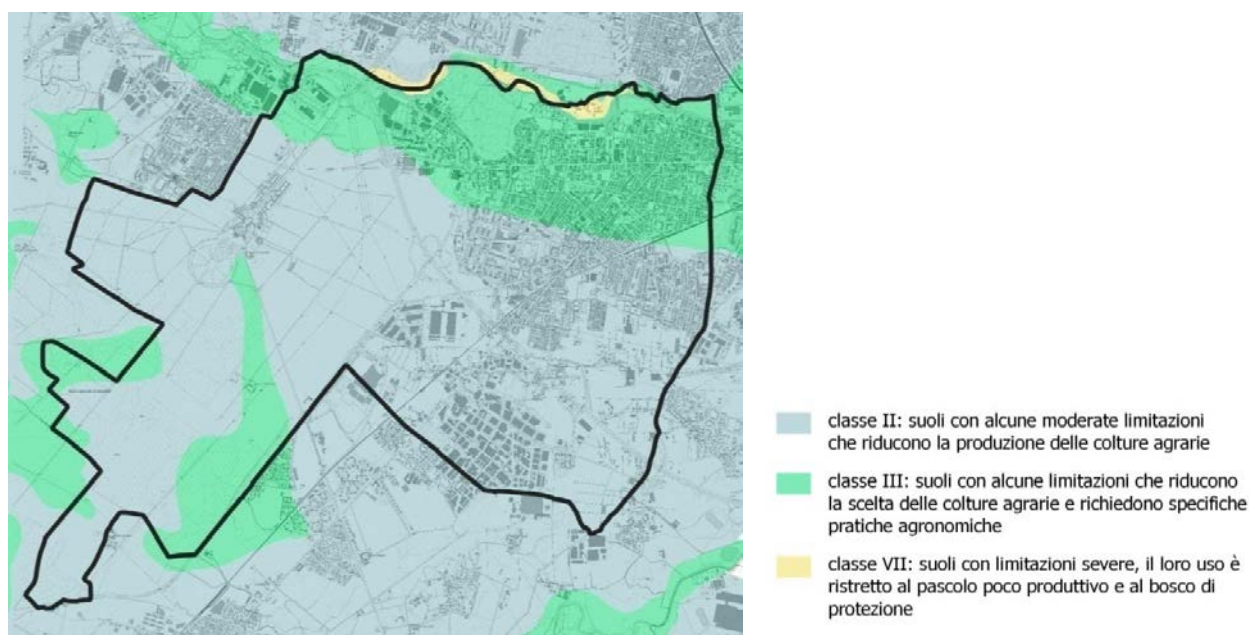 classe II: suoli con alcune moderate limitazioni
che riducono la produzione delle colture agrarie
classe III: suoli con alcune limitazioni che riducono
la scelta delle colture agrarie e richiedono specifiche
pratiche agronomiche
classe VII: suoli con limitazioni severe, il loro uso è
ristretto al pascolo poco produttivo e al bosco di
protezione